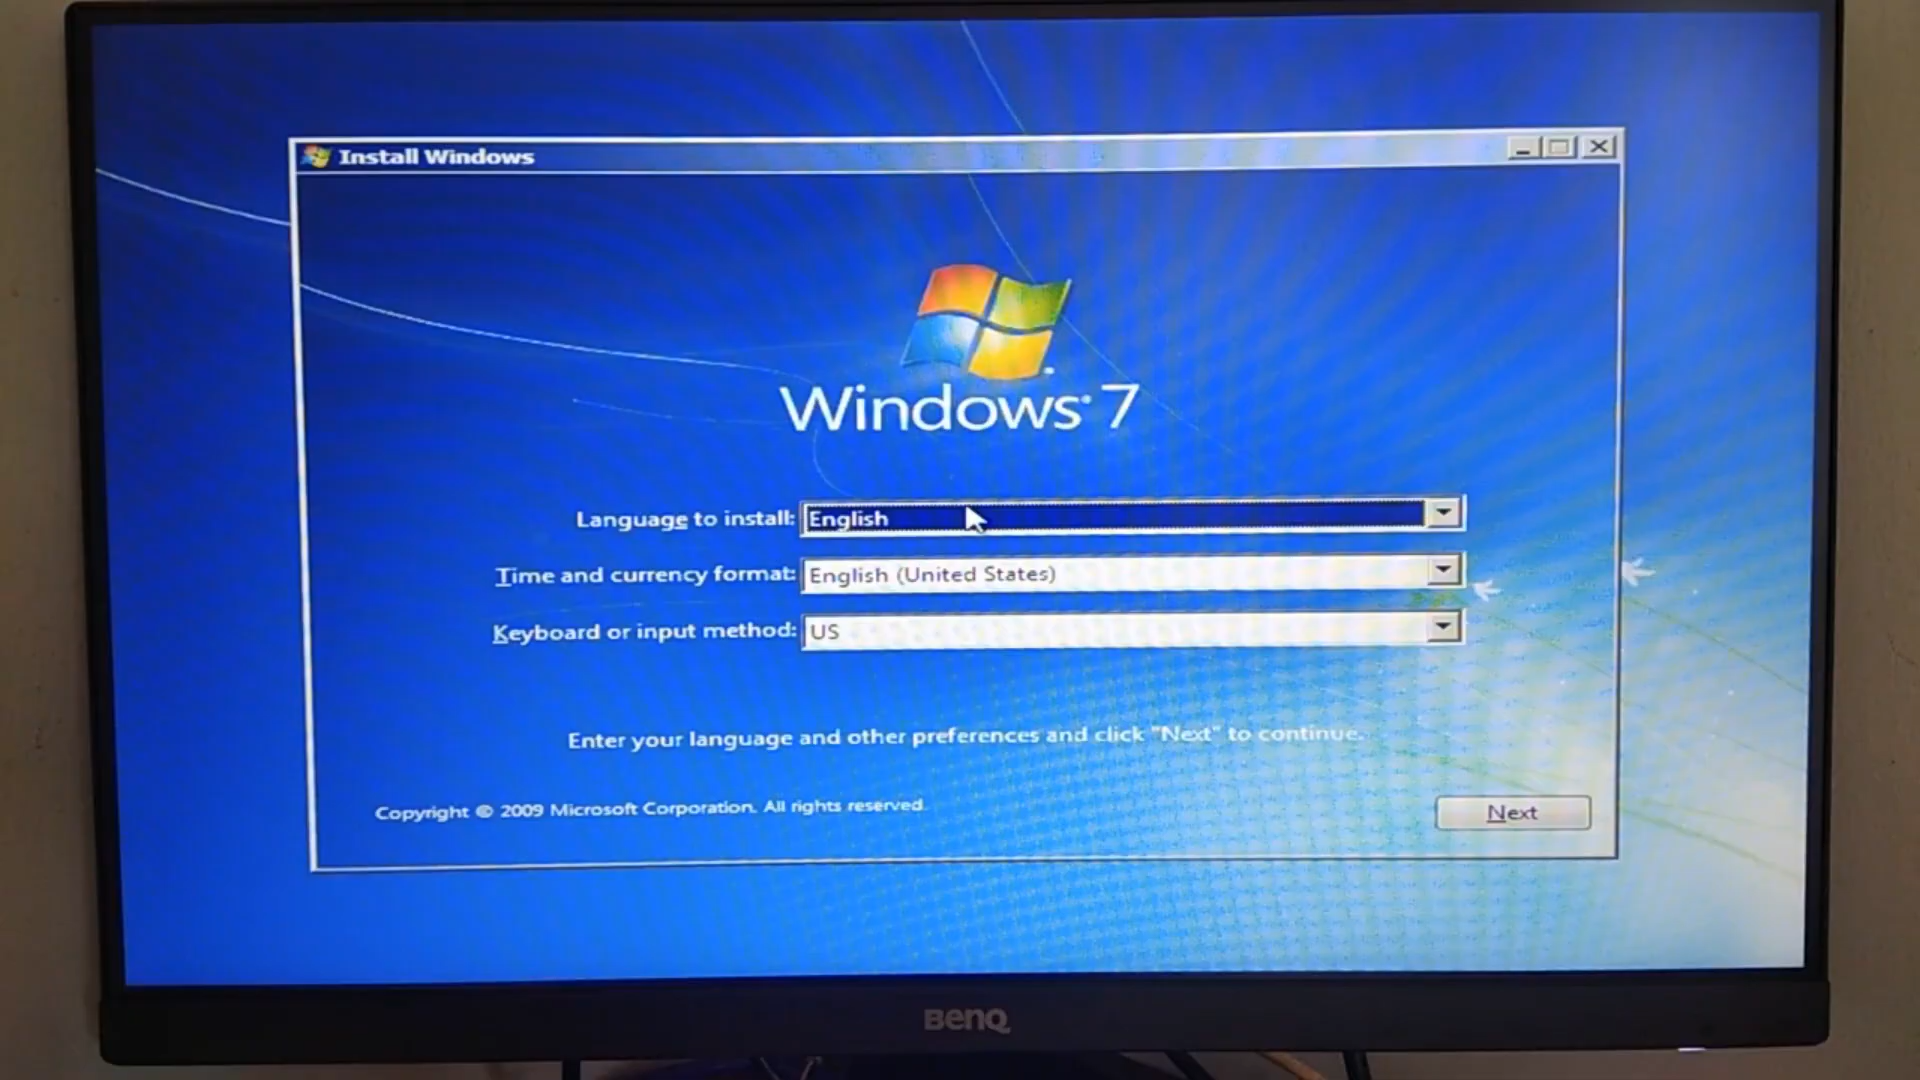 Install Windows
Windows 7
Language to install: English
Time and currency format: English (United States)
Keyboard or input method: US
Enter your language and other preferences and click "Next" to continue.
Copyright © 2009 Microsoft Corporation. All rights reserved.
Next
BenQ